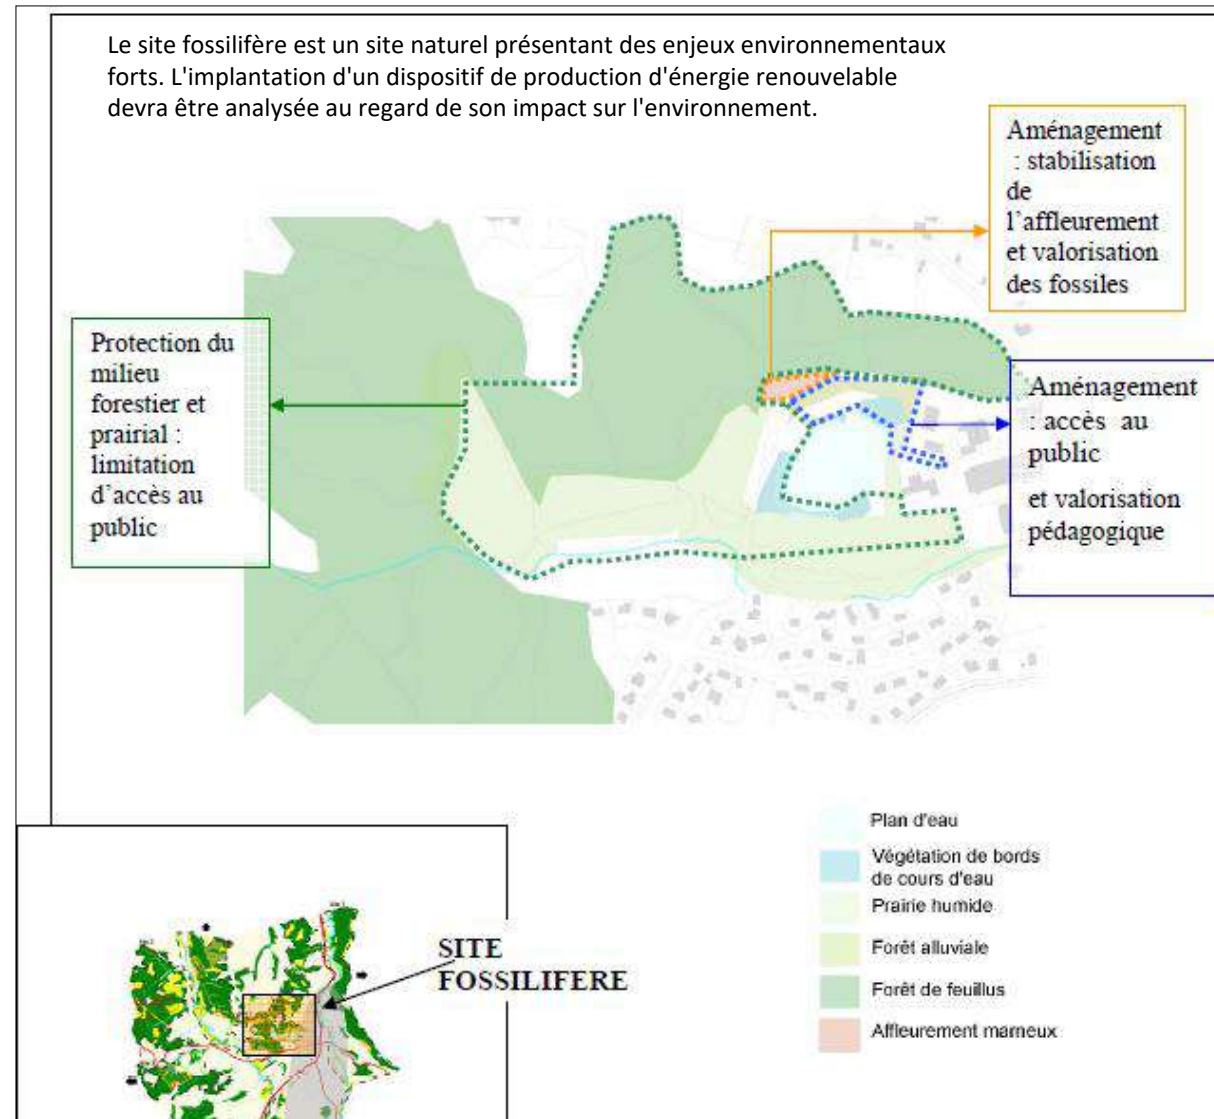 Le site fossilifère est un site naturel présentant des enjeux environnementaux
forts. L'implantation d'un dispositif de production d'énergie renouvelable
devra être analysée au regard de son impact sur l'environnement.
Aménagement
: stabilisation
de
l'affleurement
et valorisation
des fossiles
Protection du
milieu
forestier et
prairial :
limitation
d'accès au
public
Aménagement
: accès au
public
et valorisation
pédagogique
Plan d'eau
Végétation de bords
de cours d'eau
Prairie humide
Forêt alluviale
Forêt de feuillus
Affleurement marneux
SITE
FOSSILIFERE